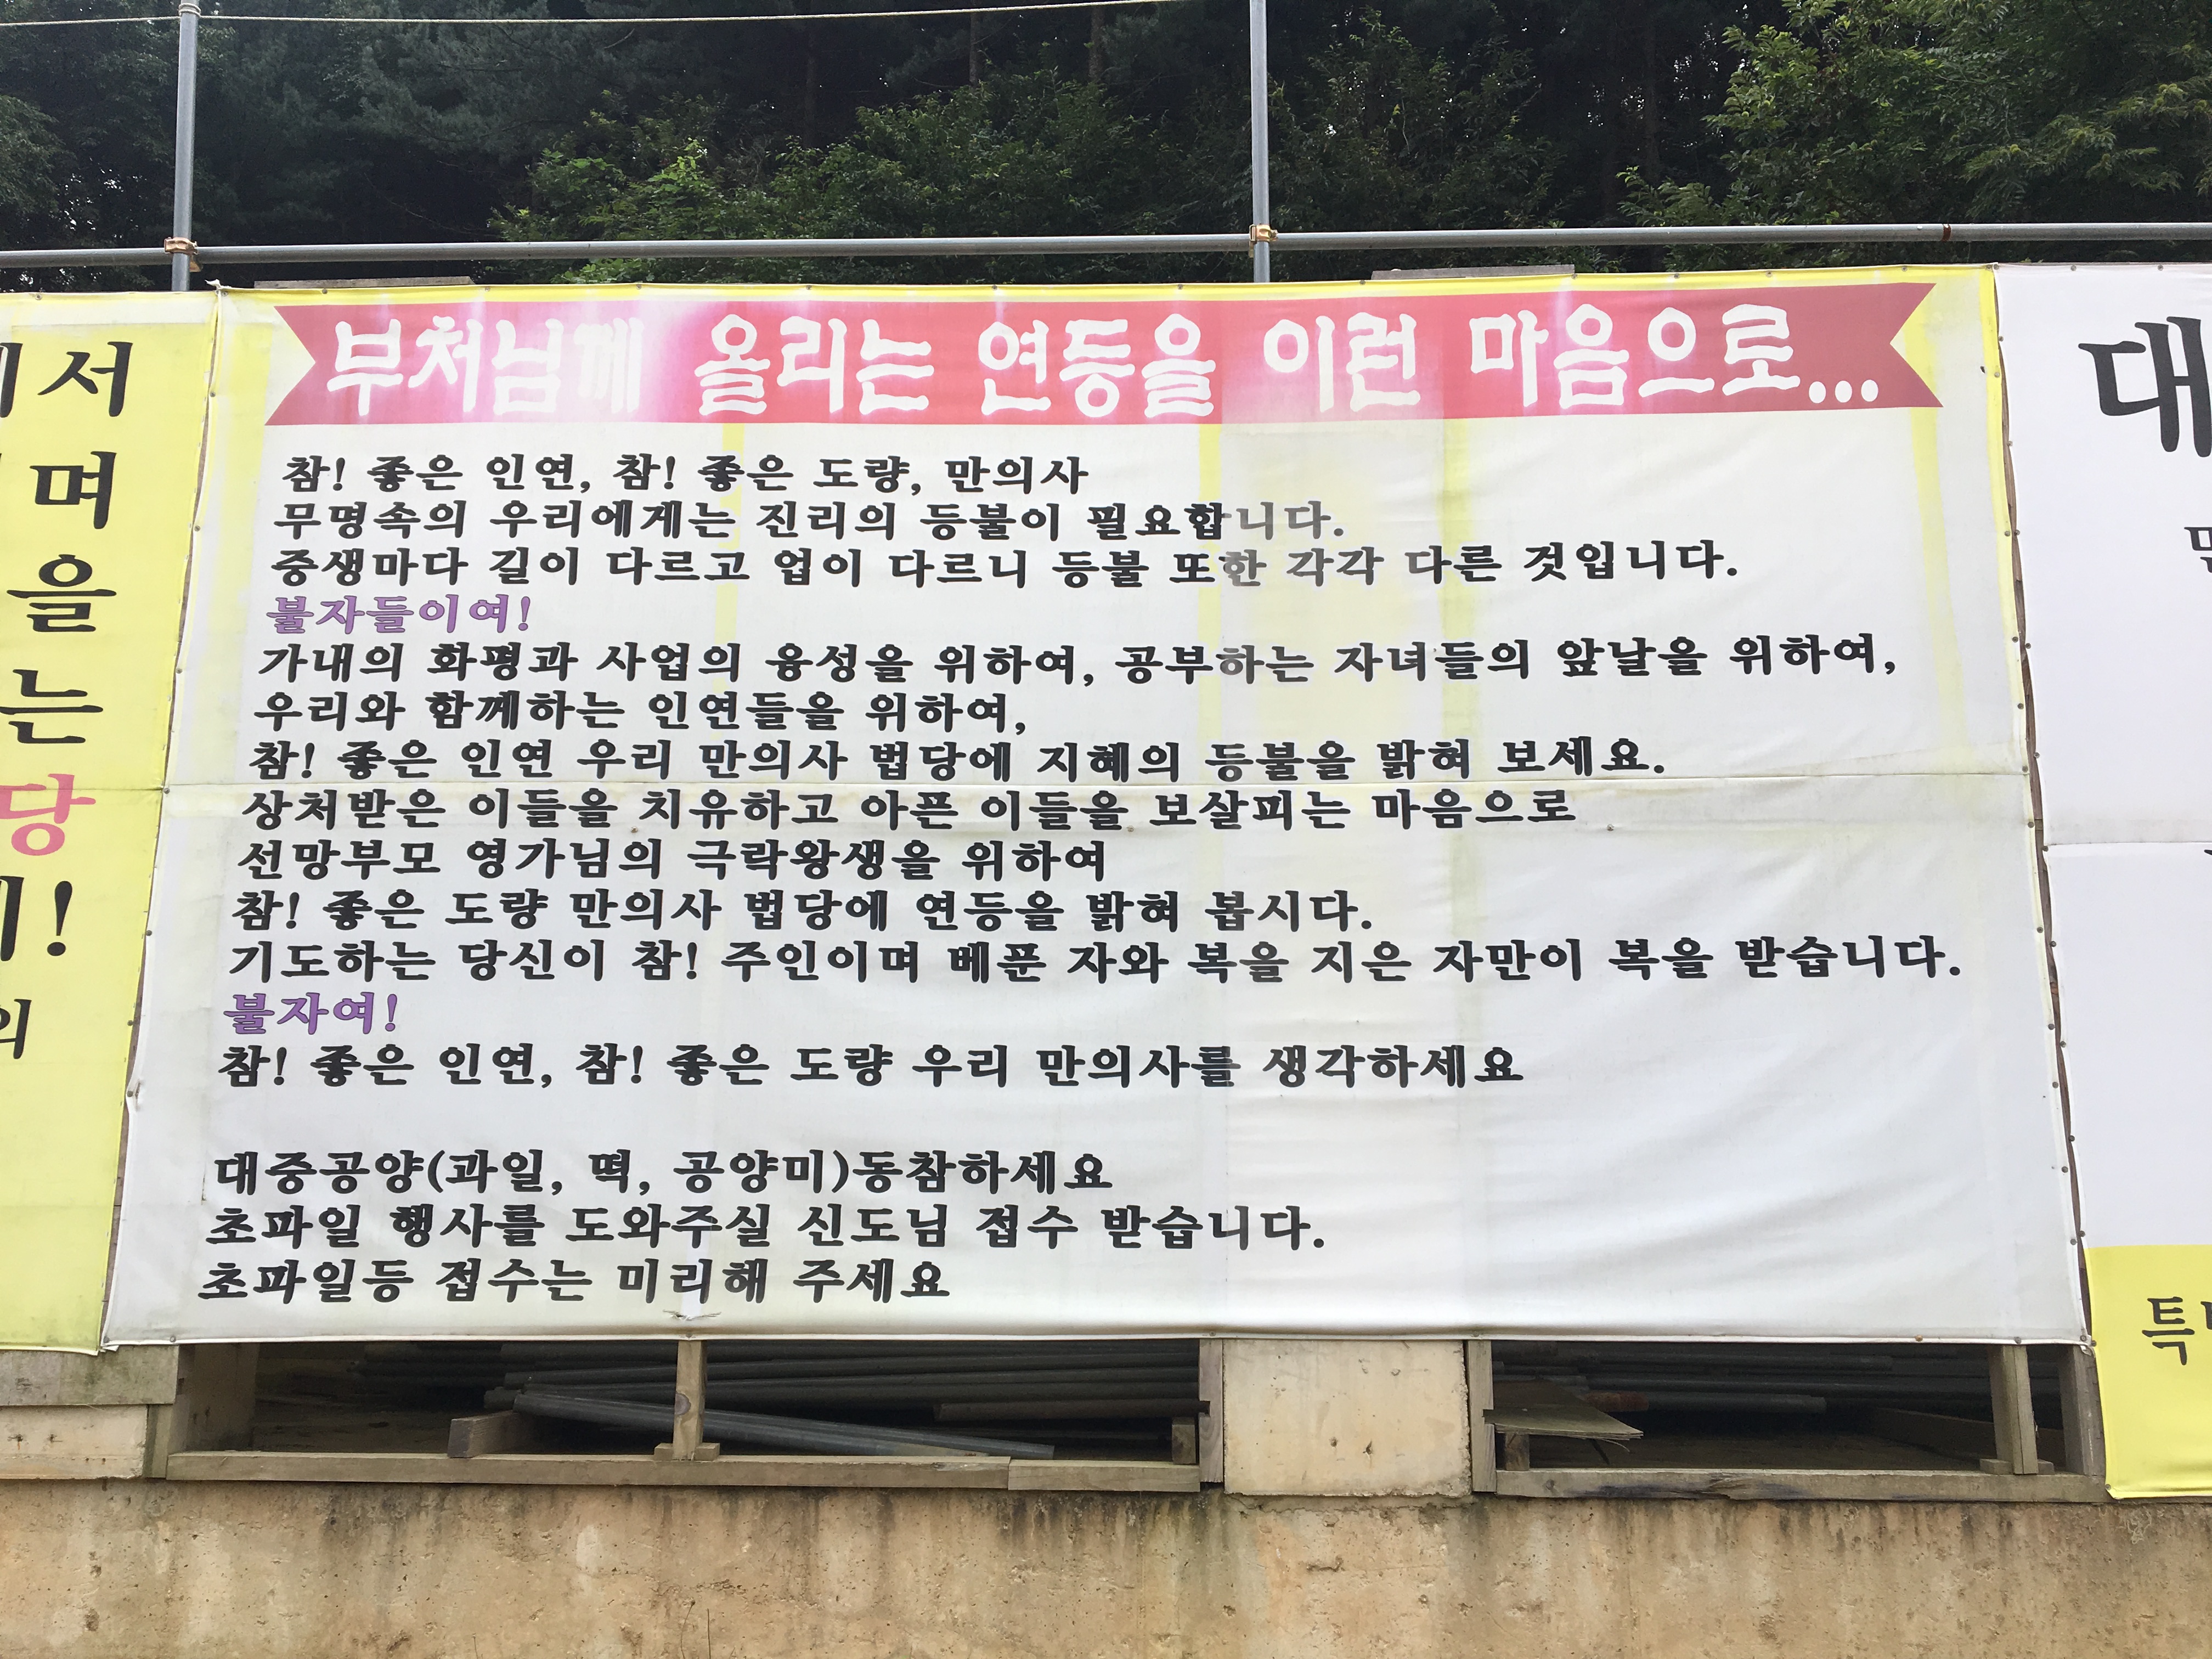 부처님께 올리는 연등을 이런 마음으로...
참! 좋은 인연, 참! 좋은 도량, 만의사
무명속의 우리에게는 진리의 등불이 필요합니다.
중생마다 길이 다르고 업이 다르니 등불 또한 각각 다른 것입니다.
불자들이여!
가내의 화평과 사업의 융성을 위하여, 공부하는 자녀들의 앞날을 위하여,
우리와 함께하는 인연들을 위하여,
참! 좋은 인연 우리 만의사 법당에 지혜의 등불을 밝혀 보세요.
상처받은 이들을 치유하고 아픈 이들을 보살피는 마음으로
선망부모 영가님의 극락왕생을 위하여
참! 좋은 도량 만의사 법당에 연등을 밝혀 봅시다.
기도하는 당신이 참! 주인이며 베푼 자와 복을 지은 자만이 복을 받습니다.
불자여!
참! 좋은 인연, 참! 좋은 도량 우리 만의사를 생각하세요
대중공양(과일, 떡, 공양미)동참하세요
초파일 행사를 도와주실 신도님 접수 받습니다.
초파일등 접수는 미리해 주세요
서
며
을
는
당
!
의
대
특